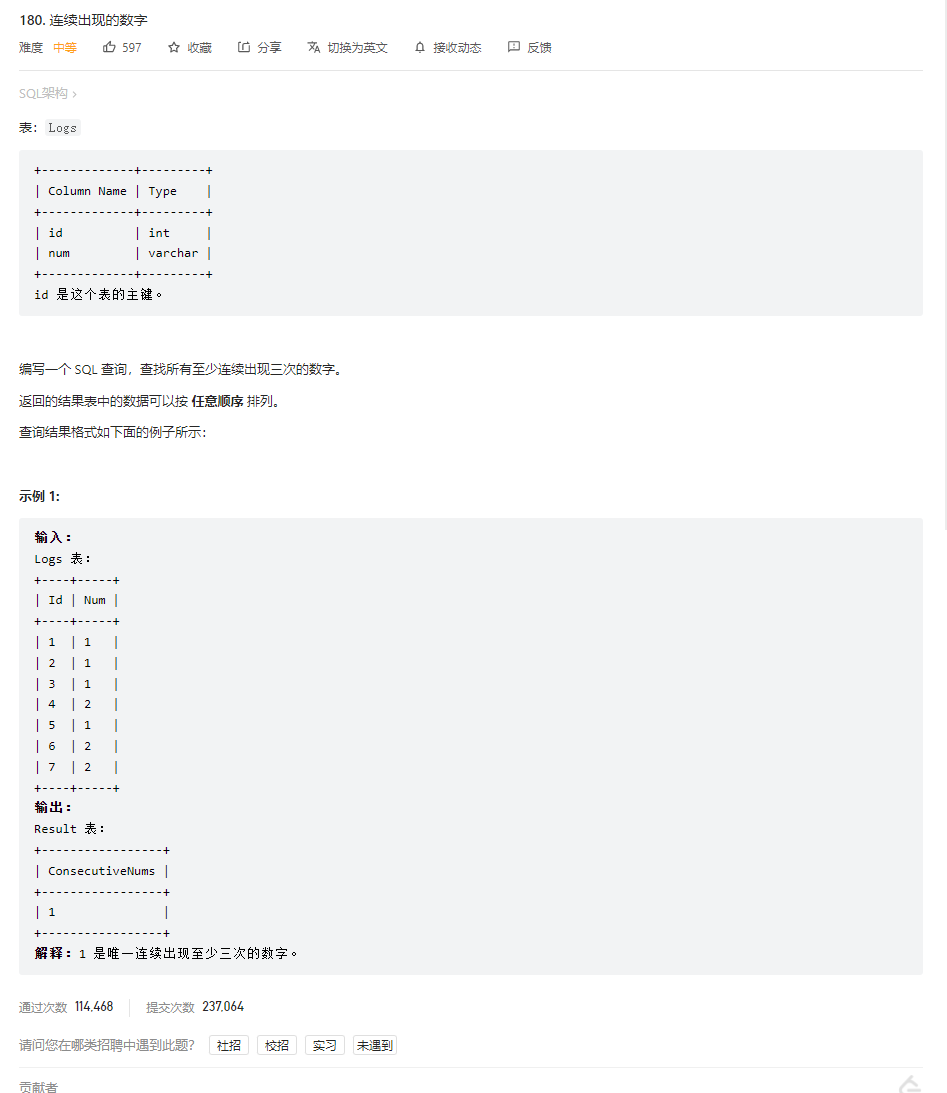 180. 连续出现的数字
难度 中等 597 收藏 分享 切换为英文 接收动态 反馈
SQL架构 ›
表: Logs
+-------------+---------+
| Column Name | Type    |
+-------------+---------+
| id          | int     |
| num         | varchar |
+-------------+---------+
id 是这个表的主键。
编写一个 SQL 查询，查找所有至少连续出现三次的数字。
返回的结果表中的数据可以按 任意顺序 排列。
查询结果格式如下面的例子所示：
示例 1:
输入：
Logs 表：
+----+-----+
| Id | Num |
+----+-----+
| 1  | 1   |
| 2  | 1   |
| 3  | 1   |
| 4  | 2   |
| 5  | 1   |
| 6  | 2   |
| 7  | 2   |
+----+-----+
输出：
Result 表：
+-----------------+
| ConsecutiveNums |
+-----------------+
| 1               |
+-----------------+
解释：1 是唯一连续出现至少三次的数字。
通过次数 114,468 提交次数 237,064
请问您在哪类招聘中遇到此题? 社招 校招 实习 未遇到
贡献者